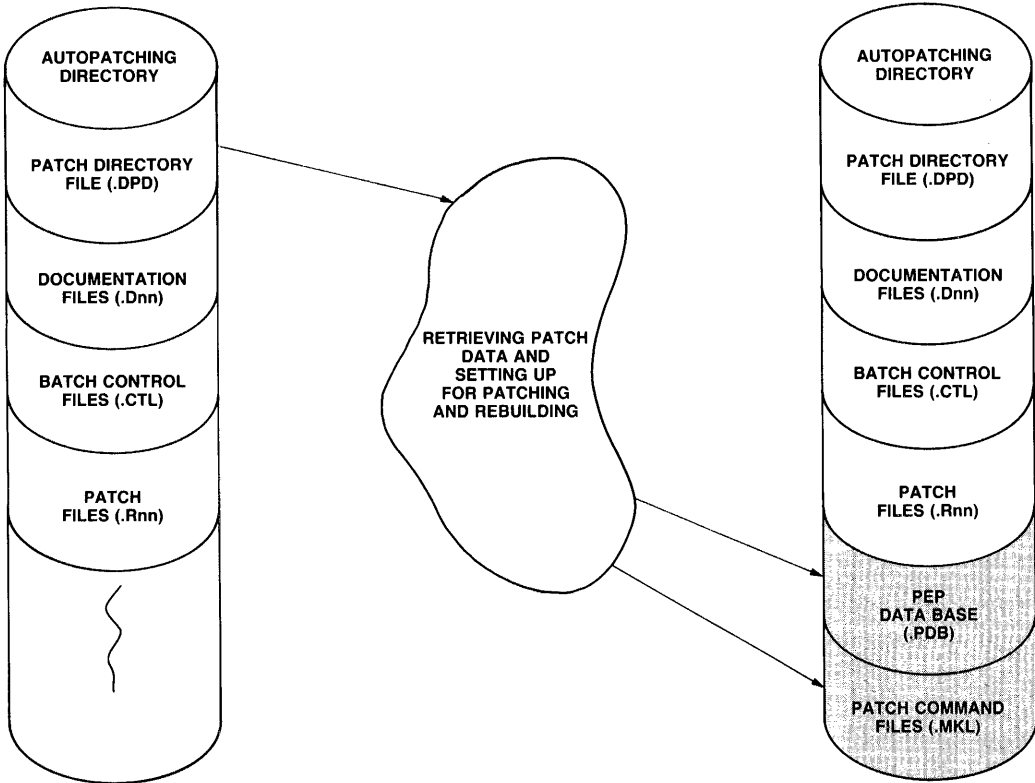 AUTOPATCHING
DIRECTORY
PATCH DIRECTORY
FILE (.DPD)
DOCUMENTATION
FILES (.Dnn)
BATCH CONTROL
FILES (.CTL)
PATCH
FILES (.Rnn)
RETRIEVING PATCH
DATA AND
SETTING UP
FOR PATCHING
AND REBUILDING
AUTOPATCHING
DIRECTORY
PATCH DIRECTORY
FILE (.DPD)
DOCUMENTATION
FILES (.Dnn)
BATCH CONTROL
FILES (.CTL)
PATCH
FILES (.Rnn)
PEP
DATA BASE
(.PDB)
PATCH COMMAND
FILES (.MKL)